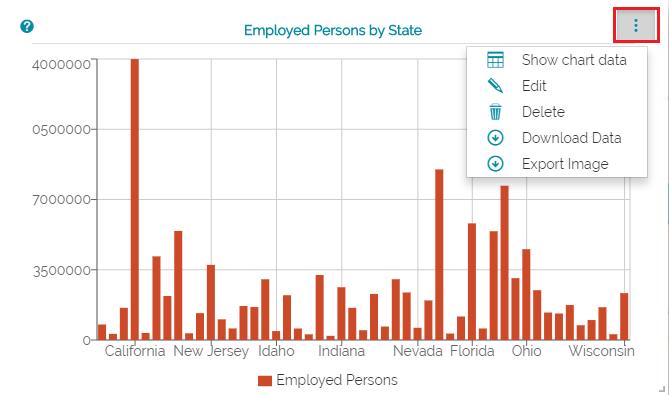 ?
Employed Persons by State
Show chart data
Edit
Delete
Download Data
Export Image
4000000
0500000
7000000
3500000
0
California New Jersey Idaho Indiana Nevada Florida Ohio Wisconsin
Employed Persons